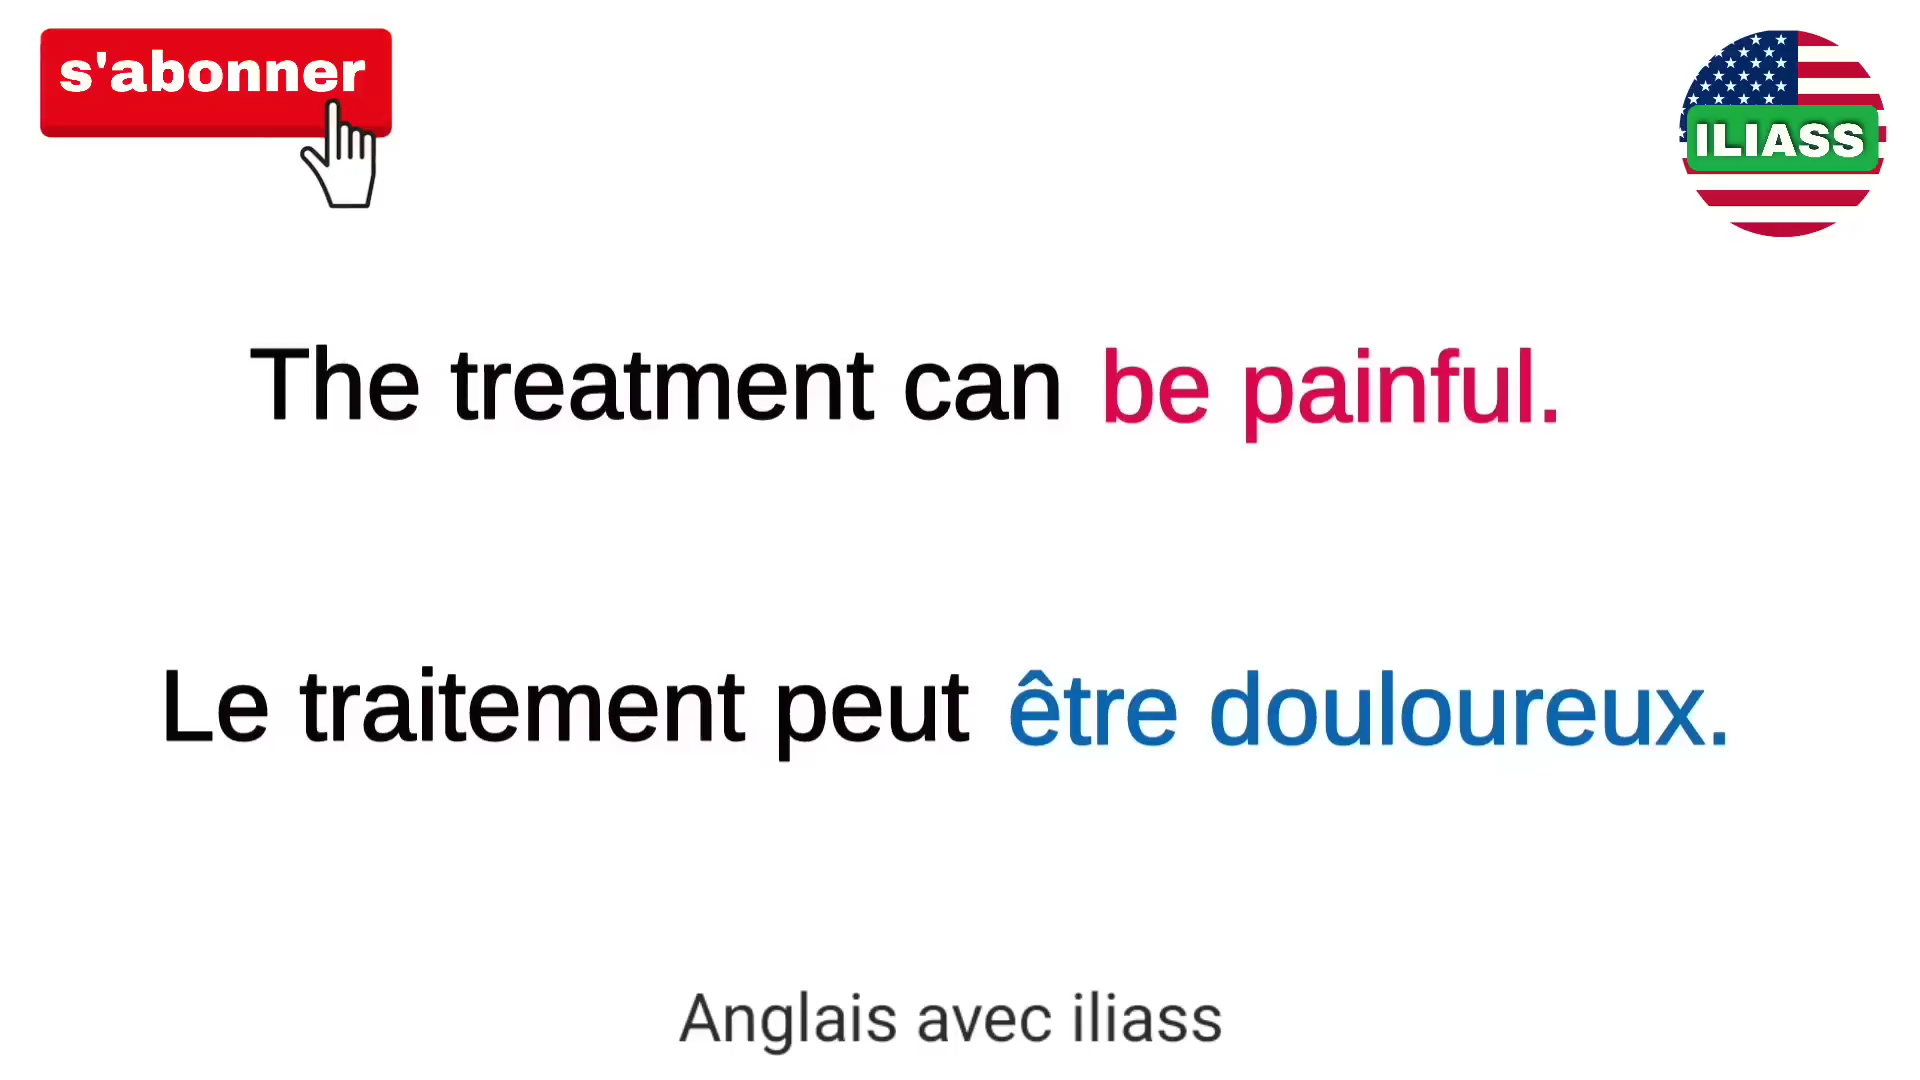 s'abonner
ILIASS
The treatment can be painful.
Le traitement peut être douloureux.
Anglais avec iliass